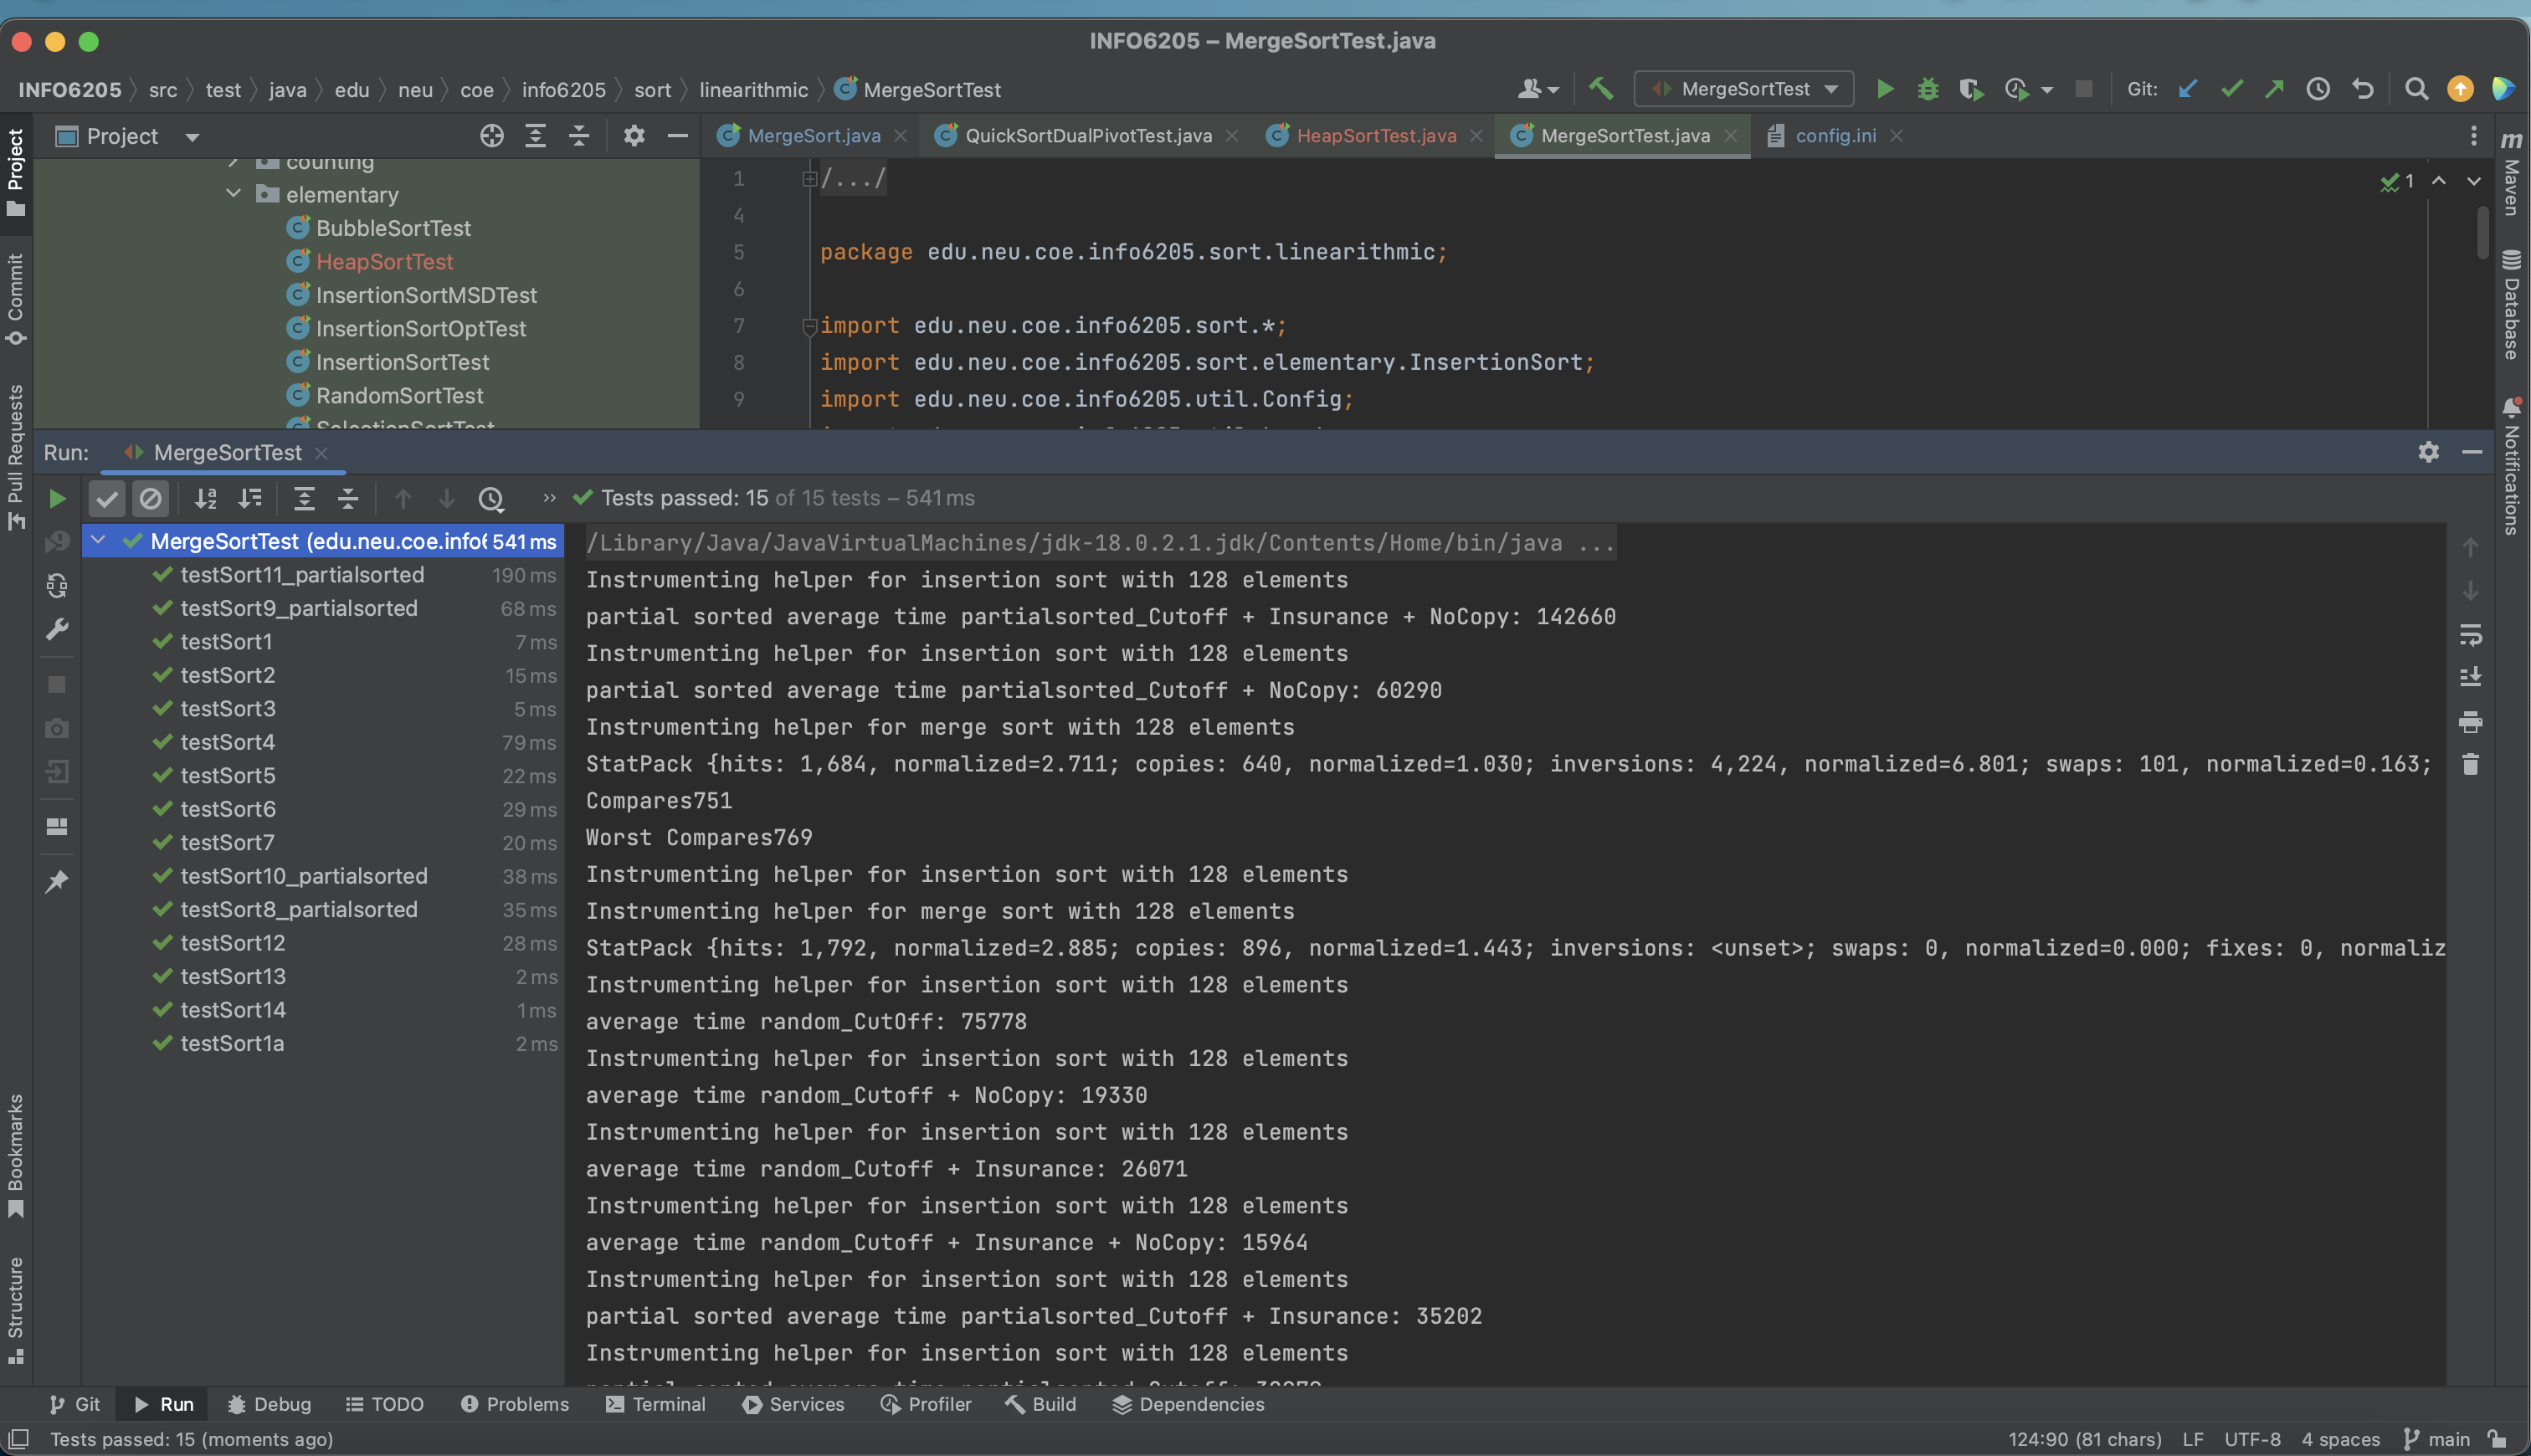 INFO6205 – MergeSortTest.java
INFO6205 src test java edu neu coe info6205 sort linearithmic MergeSortTest
MergeSortTest
Git:
Project
MergeSort.java
QuickSortDualPivotTest.java
HeapSortTest.java
MergeSortTest.java
config.ini
counting
elementary
BubbleSortTest
HeapSortTest
InsertionSortMSDTest
InsertionSortOptTest
InsertionSortTest
RandomSortTest
SelectionSortTest
1 /.../
4
5 package edu.neu.coe.info6205.sort.linearithmic;
6
7 import edu.neu.coe.info6205.sort.*;
8 import edu.neu.coe.info6205.sort.elementary.InsertionSort;
9 import edu.neu.coe.info6205.util.Config;
1
Project
Commit
Pull Requests
Bookmarks
Structure
m
Maven
Database
Notifications
Run: MergeSortTest
Tests passed: 15 of 15 tests – 541 ms
MergeSortTest (edu.neu.coe.info6 541 ms
testSort11_partialsorted 190 ms
testSort9_partialsorted 68 ms
testSort1 7 ms
testSort2 15 ms
testSort3 5 ms
testSort4 79 ms
testSort5 22 ms
testSort6 29 ms
testSort7 20 ms
testSort10_partialsorted 38 ms
testSort8_partialsorted 35 ms
testSort12 28 ms
testSort13 2 ms
testSort14 1 ms
testSort1a 2 ms
/Library/Java/JavaVirtualMachines/jdk-18.0.2.1.jdk/Contents/Home/bin/java ...
Instrumenting helper for insertion sort with 128 elements
partial sorted average time partialsorted_Cutoff + Insurance + NoCopy: 142660
Instrumenting helper for insertion sort with 128 elements
partial sorted average time partialsorted_Cutoff + NoCopy: 60290
Instrumenting helper for merge sort with 128 elements
StatPack {hits: 1,684, normalized=2.711; copies: 640, normalized=1.030; inversions: 4,224, normalized=6.801; swaps: 101, normalized=0.163;
Compares751
Worst Compares769
Instrumenting helper for insertion sort with 128 elements
Instrumenting helper for merge sort with 128 elements
StatPack {hits: 1,792, normalized=2.885; copies: 896, normalized=1.443; inversions: <unset>; swaps: 0, normalized=0.000; fixes: 0, normaliz
Instrumenting helper for insertion sort with 128 elements
average time random_CutOff: 75778
Instrumenting helper for insertion sort with 128 elements
average time random_Cutoff + NoCopy: 19330
Instrumenting helper for insertion sort with 128 elements
average time random_Cutoff + Insurance: 26071
Instrumenting helper for insertion sort with 128 elements
average time random_Cutoff + Insurance + NoCopy: 15964
Instrumenting helper for insertion sort with 128 elements
partial sorted average time partialsorted_Cutoff + Insurance: 35202
Instrumenting helper for insertion sort with 128 elements
Git
Run
Debug
TODO
Problems
Terminal
Services
Profiler
Build
Dependencies
Tests passed: 15 (moments ago)
124:90 (81 chars) LF UTF-8 4 spaces main